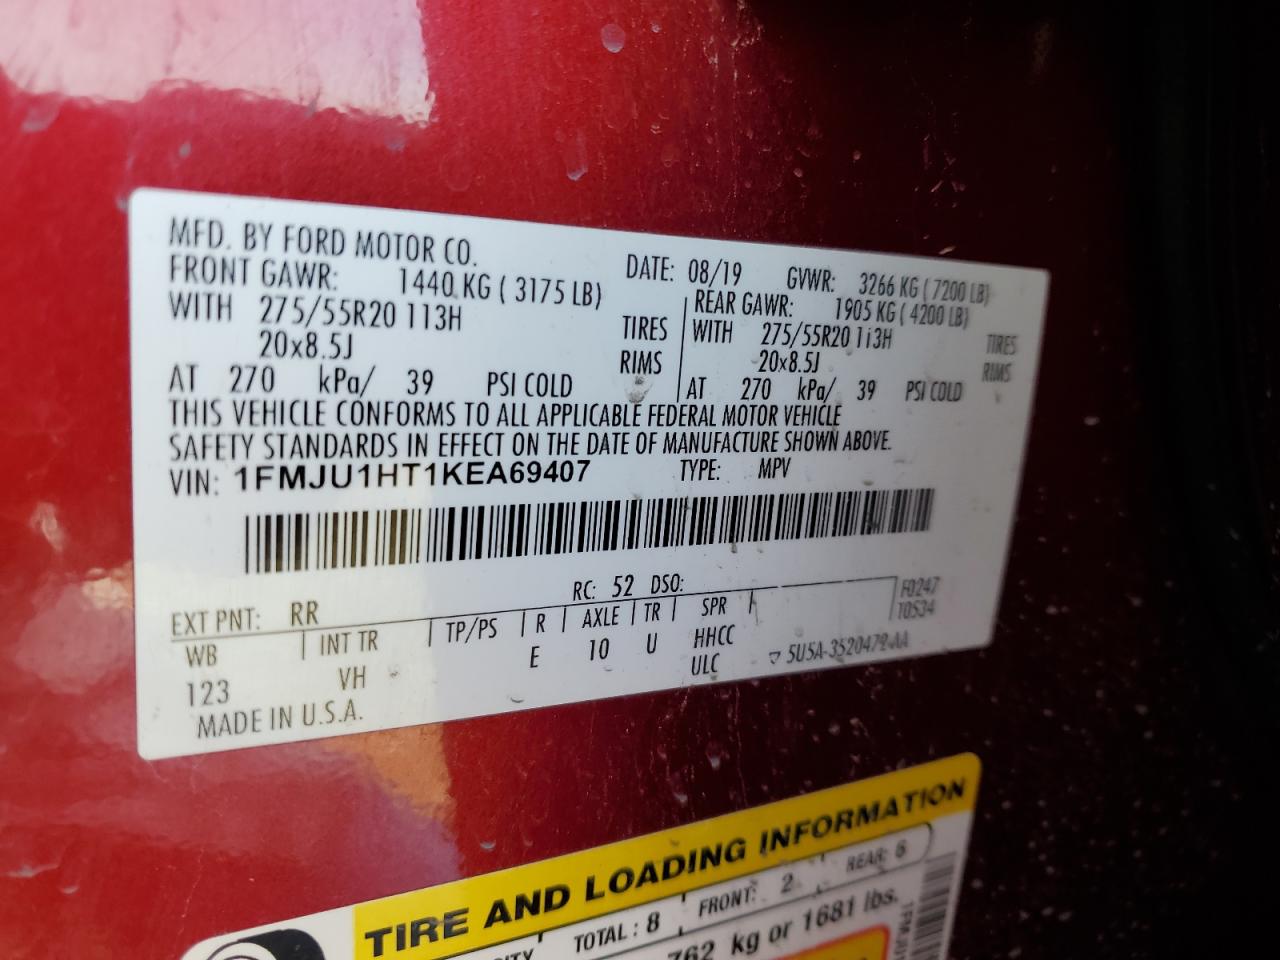 MFD. BY FORD MOTOR CO.
DATE: 08/19 GVWR: 3266 KG ( 7200 LB)
FRONT GAWR: 1440 KG ( 3175 LB)
WITH 275/55R20 113H TIRES
20x8.5J RIMS
AT 270 kPa/ 39 PSI COLD
REAR GAWR: 1905 KG ( 4200 LB)
WITH 275/55R20 113H TIRES
20x8.5J RIMS
AT 270 kPa/ 39 PSI COLD
THIS VEHICLE CONFORMS TO ALL APPLICABLE FEDERAL MOTOR VEHICLE
SAFETY STANDARDS IN EFFECT ON THE DATE OF MANUFACTURE SHOWN ABOVE.
VIN: 1FMJU1HT1KEA69407 TYPE: MPV
EXT PNT: RR RC: 52 DSO:
F0247
T0534
WB INT TR TP/PS R AXLE TR SPR
123 VH E 10 U HHCC
ULC 5U5A-3520472-AA
MADE IN U.S.A.
TIRE AND LOADING INFORMATION
TOTAL: 8 FRONT: 2 REAR: 6
762 kg or 1681 lbs.